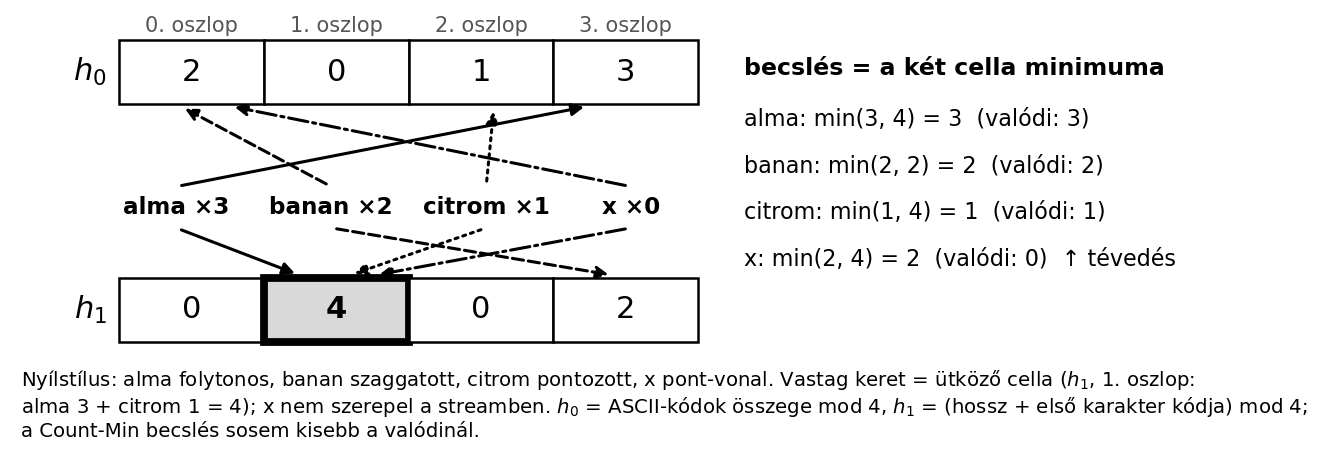 0. oszlop 1. oszlop 2. oszlop 3. oszlop
h₀ 2 0 1 3
becslés = a két cella minimuma
alma: min(3, 4) = 3 (valódi: 3)
banan: min(2, 2) = 2 (valódi: 2)
alma ×3 banan ×2 citrom ×1 x ×0
citrom: min(1, 4) = 1 (valódi: 1)
x: min(2, 4) = 2 (valódi: 0) ↑ tévedés
h₁ 0 4 0 2
Nyílstílus: alma folytonos, banan szaggatott, citrom pontozott, x pont-vonal. Vastag keret = ütköző cella (h₁, 1. oszlop:
alma 3 + citrom 1 = 4); x nem szerepel a streamben. h₀ = ASCII-kódok összege mod 4, h₁ = (hossz + első karakter kódja) mod 4;
a Count-Min becslés sosem kisebb a valódinál.